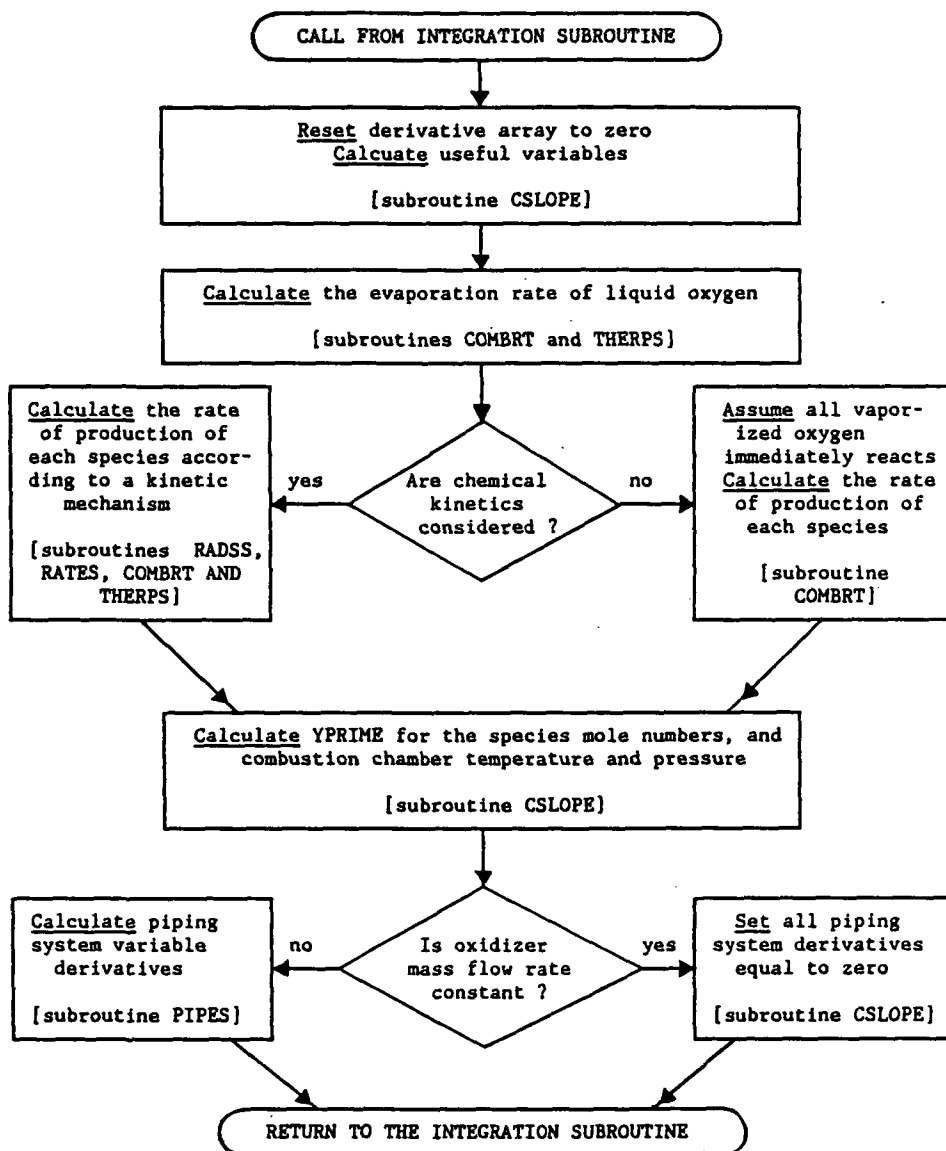 CALL FROM INTEGRATION SUBROUTINE
Reset derivative array to zero
Calcuate useful variables
[subroutine CSLOPE]
Calculate the evaporation rate of liquid oxygen
[subroutines COMBRT and THERPS]
Calculate the rate
of production of
each species accor-
ding to a kinetic
mechanism
[subroutines RADSS,
RATES, COMBRT AND
THERPS]
yes
Are chemical
kinetics
considered ?
no
Assume all vapor-
ized oxygen
immediately reacts
Calculate the rate
of production of
each species
[subroutine
COMBRT]
Calculate YPRIME for the species mole numbers, and
combustion chamber temperature and pressure
[subroutine CSLOPE]
Calculate piping
system variable
derivatives
[subroutine PIPES]
no
Is oxidizer
mass flow rate
constant ?
yes
Set all piping
system derivatives
equal to zero
[subroutine CSLOPE]
RETURN TO THE INTEGRATION SUBROUTINE